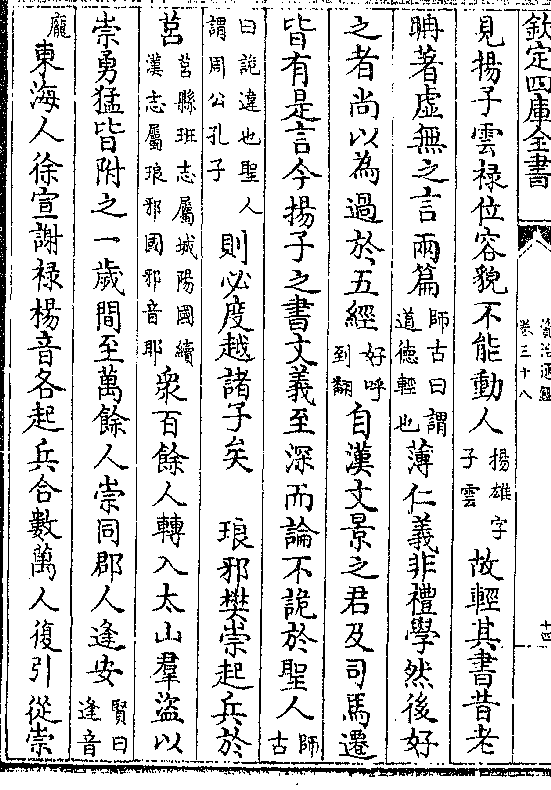 欽定四庫全書
資治通鑑
卷三十八
十四
見揚子雲禄位容貌不能動人揚雄字子雲故輕其書昔老
耼著虛無之言兩篇師古曰謂道德輕也薄仁義非禮學然後好
之者尚以為過於五經好呼到翻自漢文景之君及司馬遷
皆有是言今揚子之書文義至深而論不詭於聖人師古
曰詭違也聖人謂周公孔子則必度越諸子矣 琅邪樊崇起兵於
莒莒縣班志屬城陽國續漢志屬琅邪國邪音耶衆百餘人轉入太山羣盜以
崇勇猛皆附之一歲間至萬餘人崇同郡人逢安賢曰逢音
龐東海人徐宣謝禄楊音各起兵合數萬人復引從崇